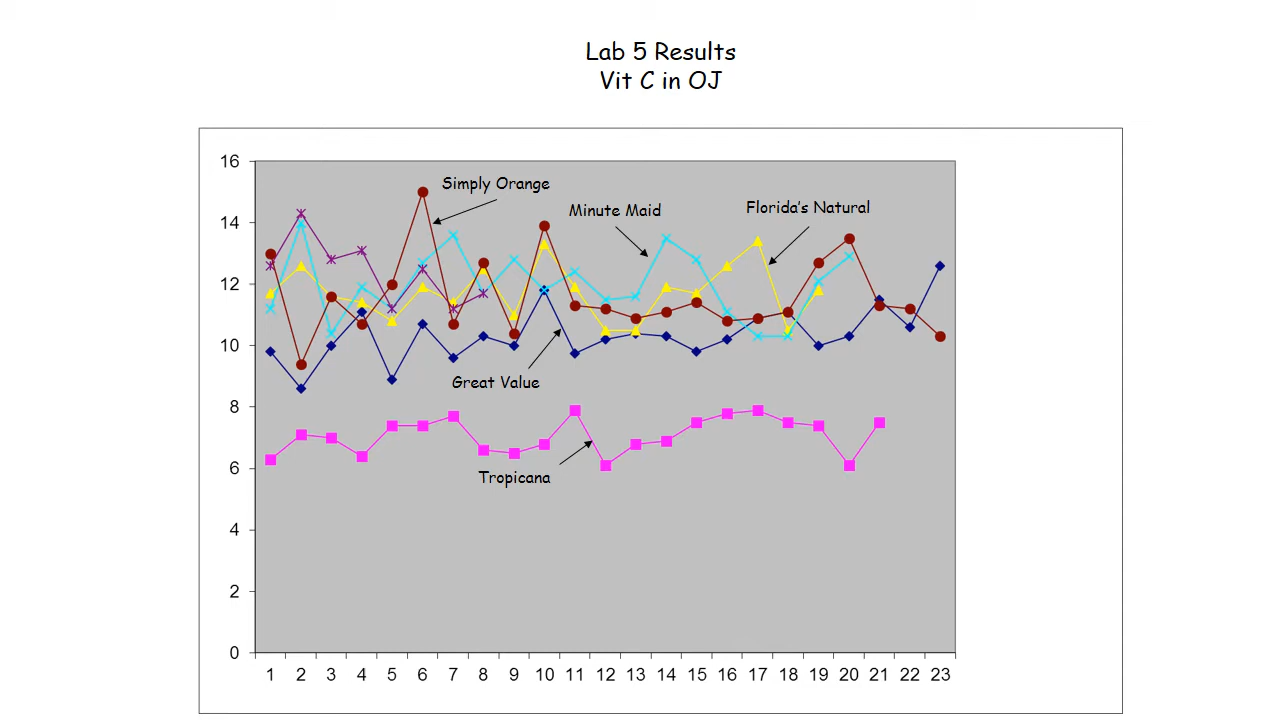 Lab 5 Results
Vit C in OJ
16
14
12
10
8
6
4
2
0
Simply Orange
Minute Maid
Florida's Natural
Great Value
Tropicana
1 2 3 4 5 6 7 8 9 10 11 12 13 14 15 16 17 18 19 20 21 22 23